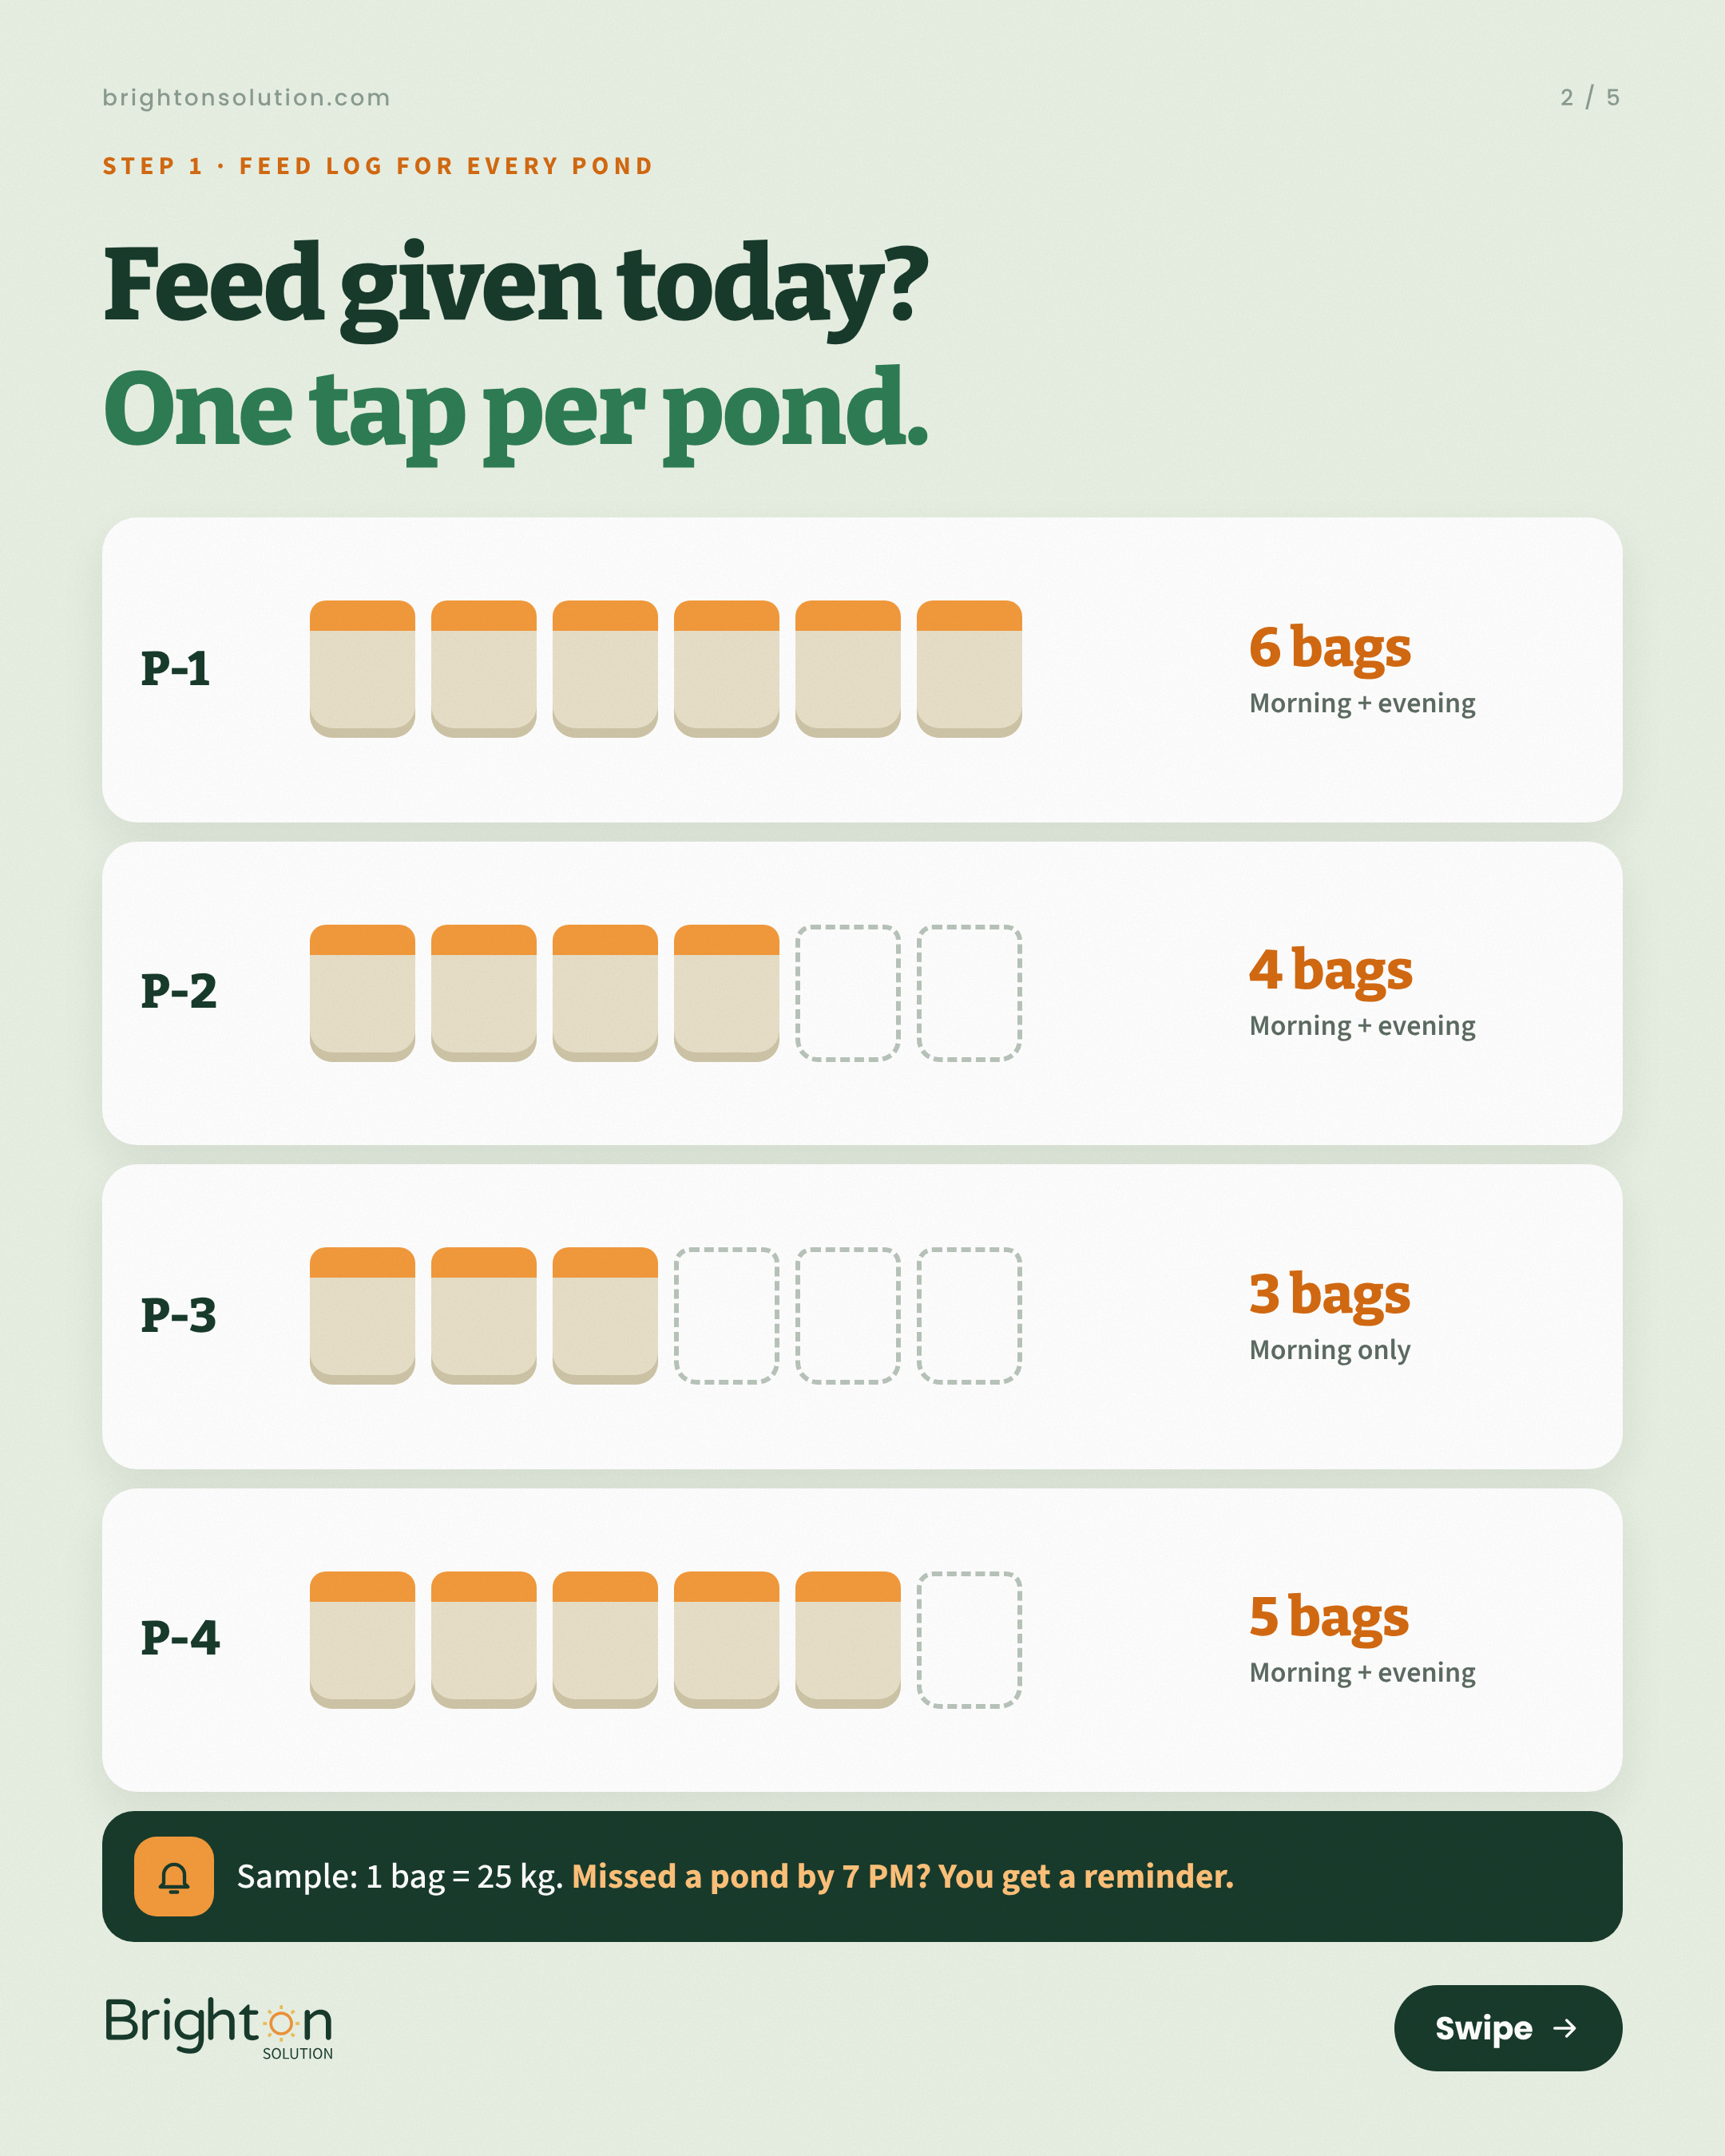 brightonsolution.com
2 / 5
STEP 1 · FEED LOG FOR EVERY POND
Feed given today?
One tap per pond.
P-1
6 bags
Morning + evening
P-2
4 bags
Morning + evening
P-3
3 bags
Morning only
P-4
5 bags
Morning + evening
Sample: 1 bag = 25 kg. Missed a pond by 7 PM? You get a reminder.
Brighton
SOLUTION
Swipe →